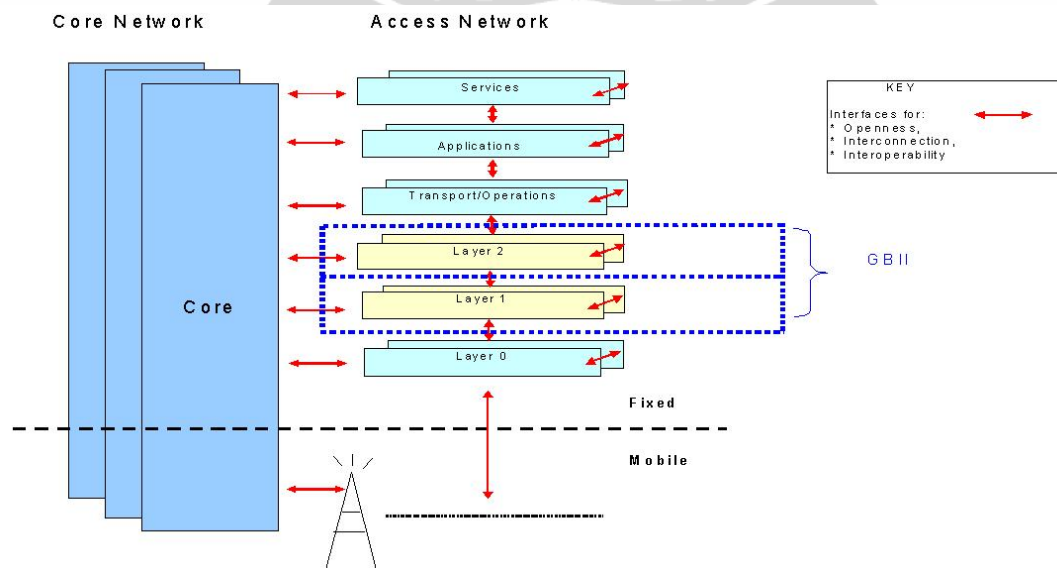 Core Network
Access Network
Services
Applications
Transport/Operations
Layer 2
Layer 1
Layer 0
Core
GBII
Fixed
Mobile
KEY
Interfaces for:
* Openness,
* Interconnection,
* Interoperability